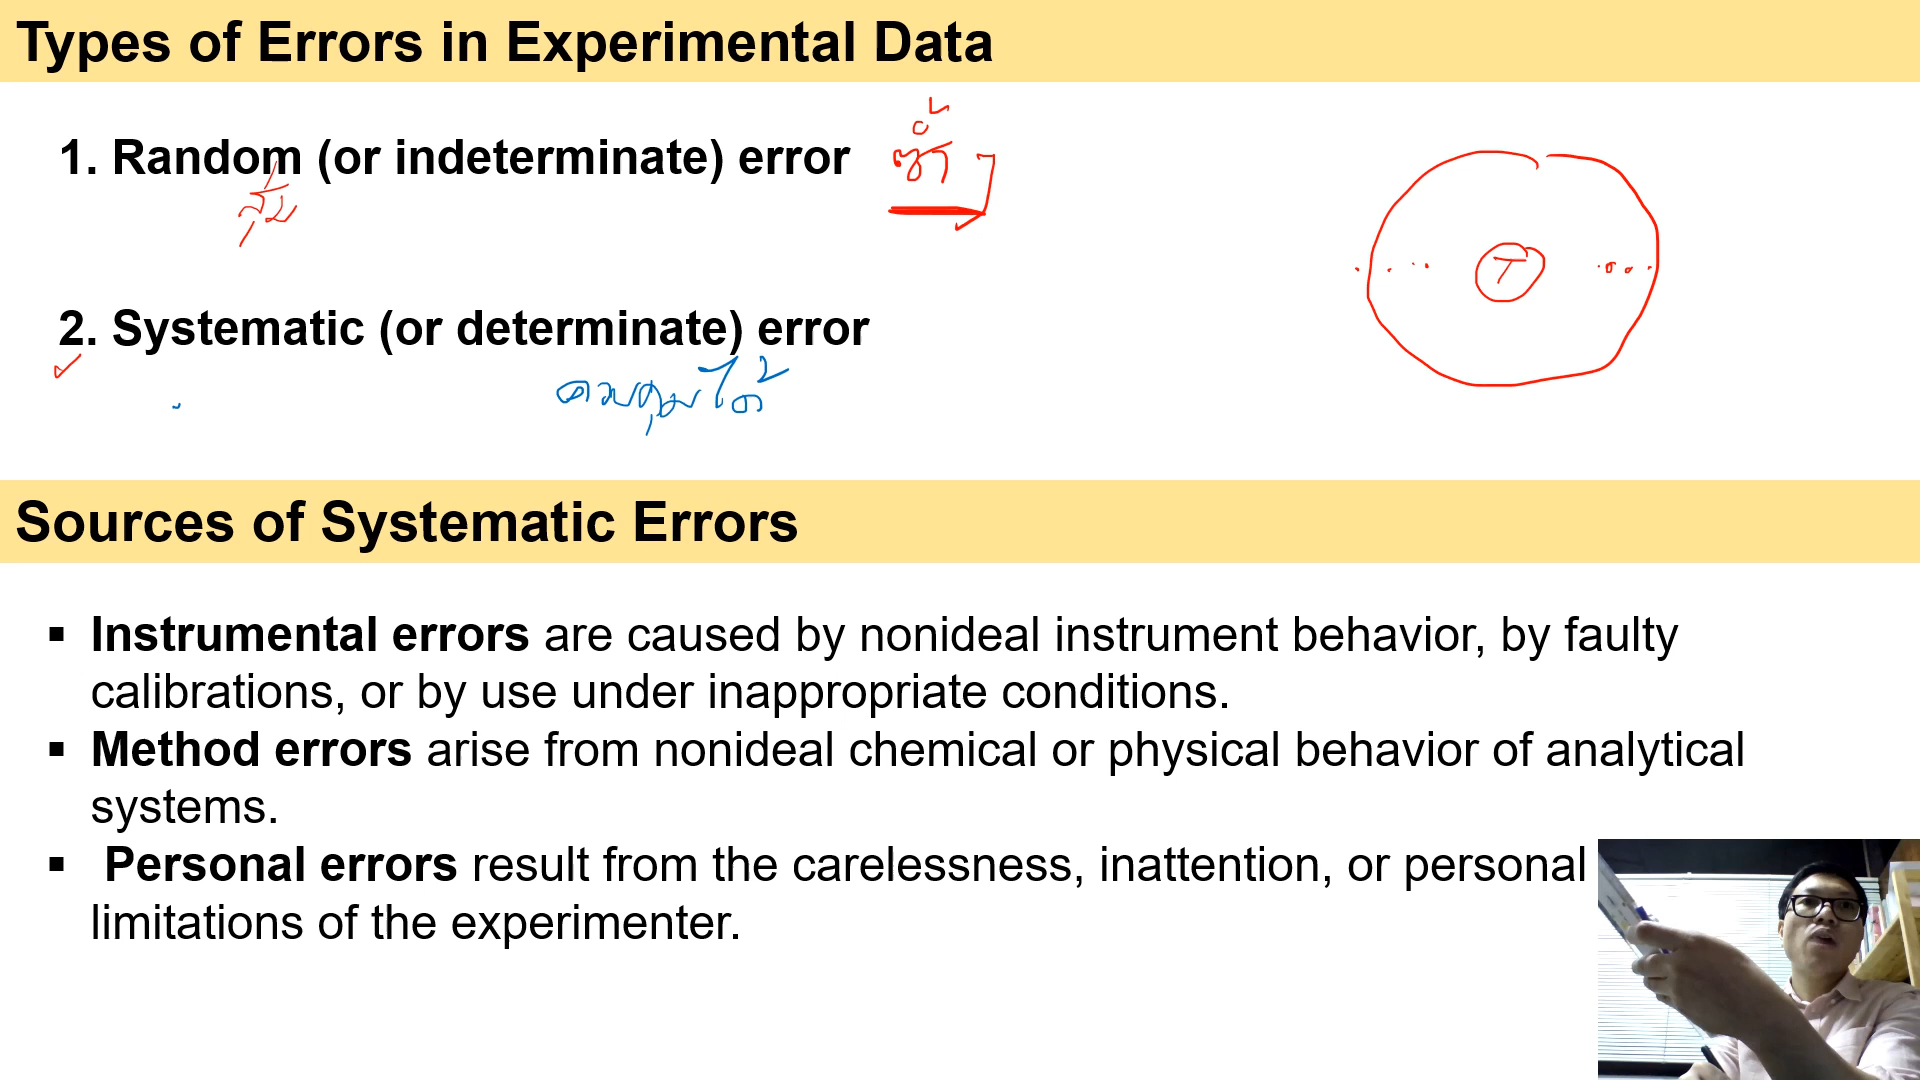 Types of Errors in Experimental Data
1. Random (or indeterminate) error
ซ้ำ
สุ่ม
T
2. Systematic (or determinate) error
ควบคุมได้
Sources of Systematic Errors
▪ Instrumental errors are caused by nonideal instrument behavior, by faulty
calibrations, or by use under inappropriate conditions.
▪ Method errors arise from nonideal chemical or physical behavior of analytical
systems.
▪ Personal errors result from the carelessness, inattention, or personal
limitations of the experimenter.